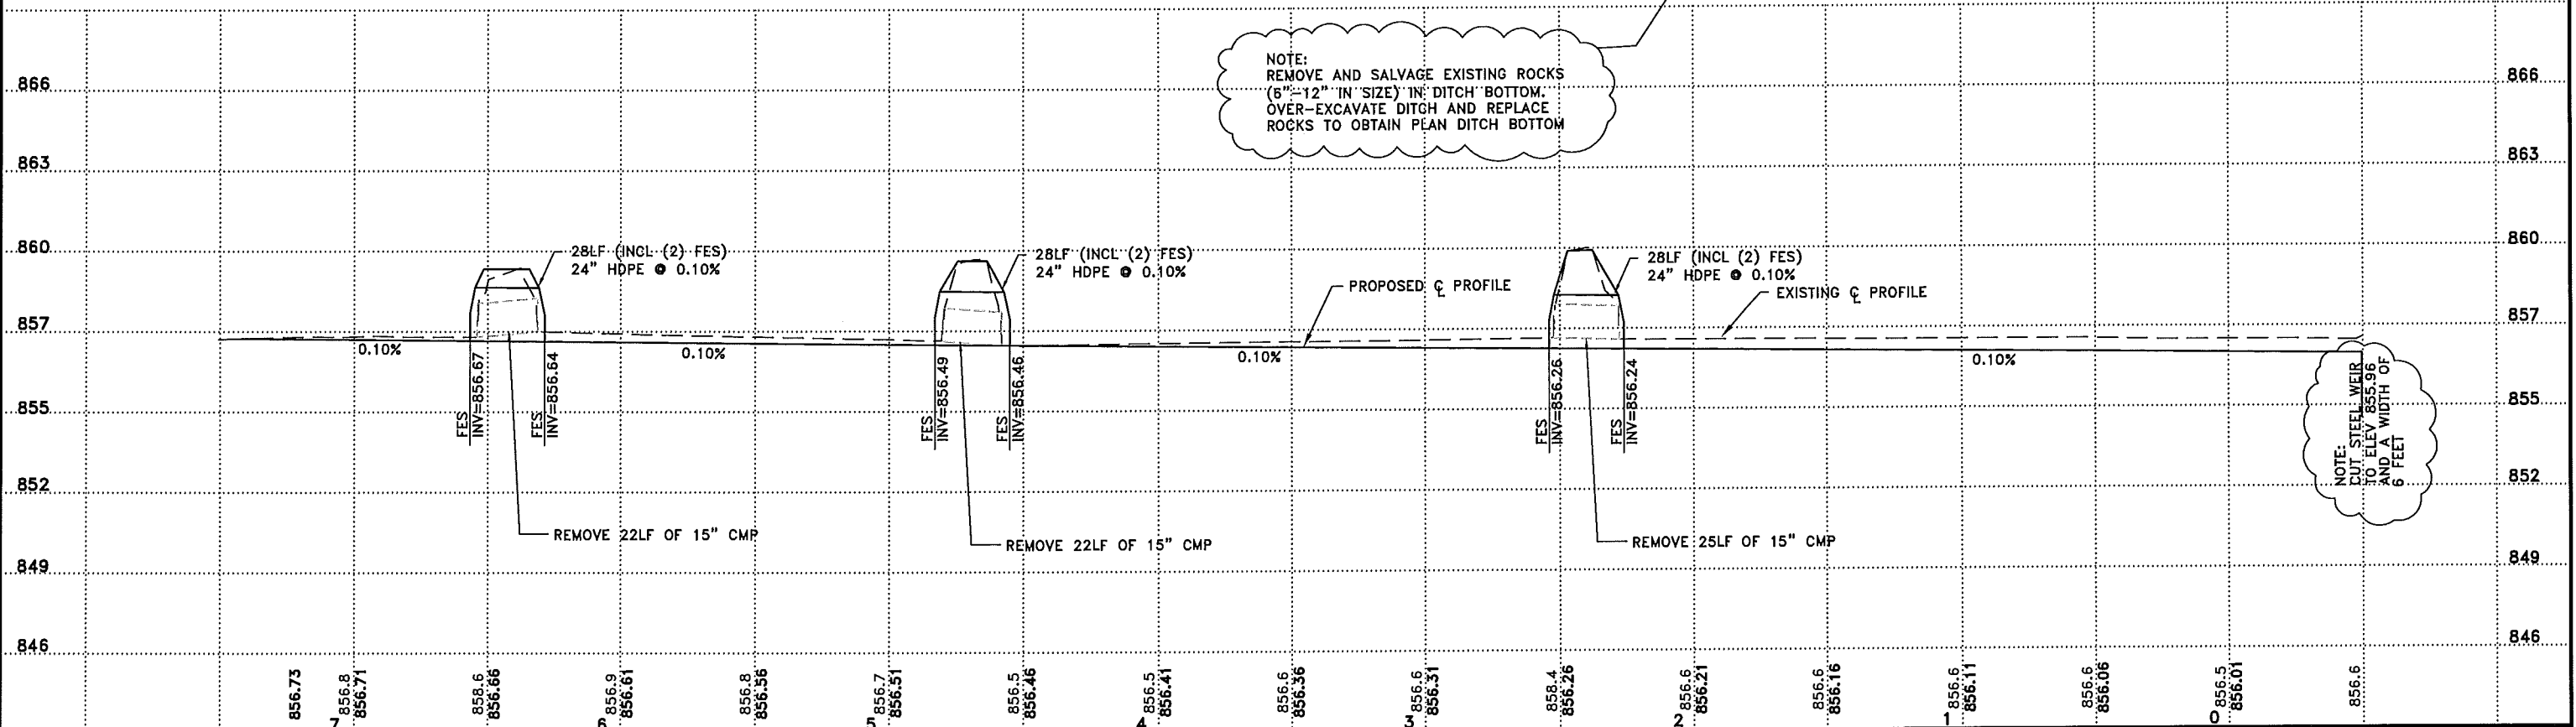 NOTE:
REMOVE AND SALVAGE EXISTING ROCKS
(6"-12" IN SIZE) IN DITCH BOTTOM.
OVER-EXCAVATE DITCH AND REPLACE
ROCKS TO OBTAIN PLAN DITCH BOTTOM
866
866
863
863
860
860
857
857
855
855
852
852
849
849
846
846
28LF (INCL (2) FES)
24" HDPE @ 0.10%
28LF (INCL (2) FES)
24" HDPE @ 0.10%
28LF (INCL (2) FES)
24" HDPE @ 0.10%
PROPOSED ℄ PROFILE
EXISTING ℄ PROFILE
0.10%
0.10%
0.10%
0.10%
FES
INV=856.67
FES
INV=856.64
FES
INV=856.49
FES
INV=856.46
FES
INV=856.26
FES
INV=856.24
NOTE:
CUT STEEL WEIR
TO ELEV 855.96
AND A WIDTH OF
6 FEET
REMOVE 22LF OF 15" CMP
REMOVE 22LF OF 15" CMP
REMOVE 25LF OF 15" CMP
856.73
856.8
856.71
858.6
856.66
856.9
856.61
856.8
856.56
856.7
856.51
856.5
856.46
856.5
856.41
856.6
856.36
856.6
856.31
858.4
856.26
856.6
856.21
856.6
856.16
856.6
856.11
856.6
856.06
856.5
856.01
856.6
7
6
5
4
3
2
1
0